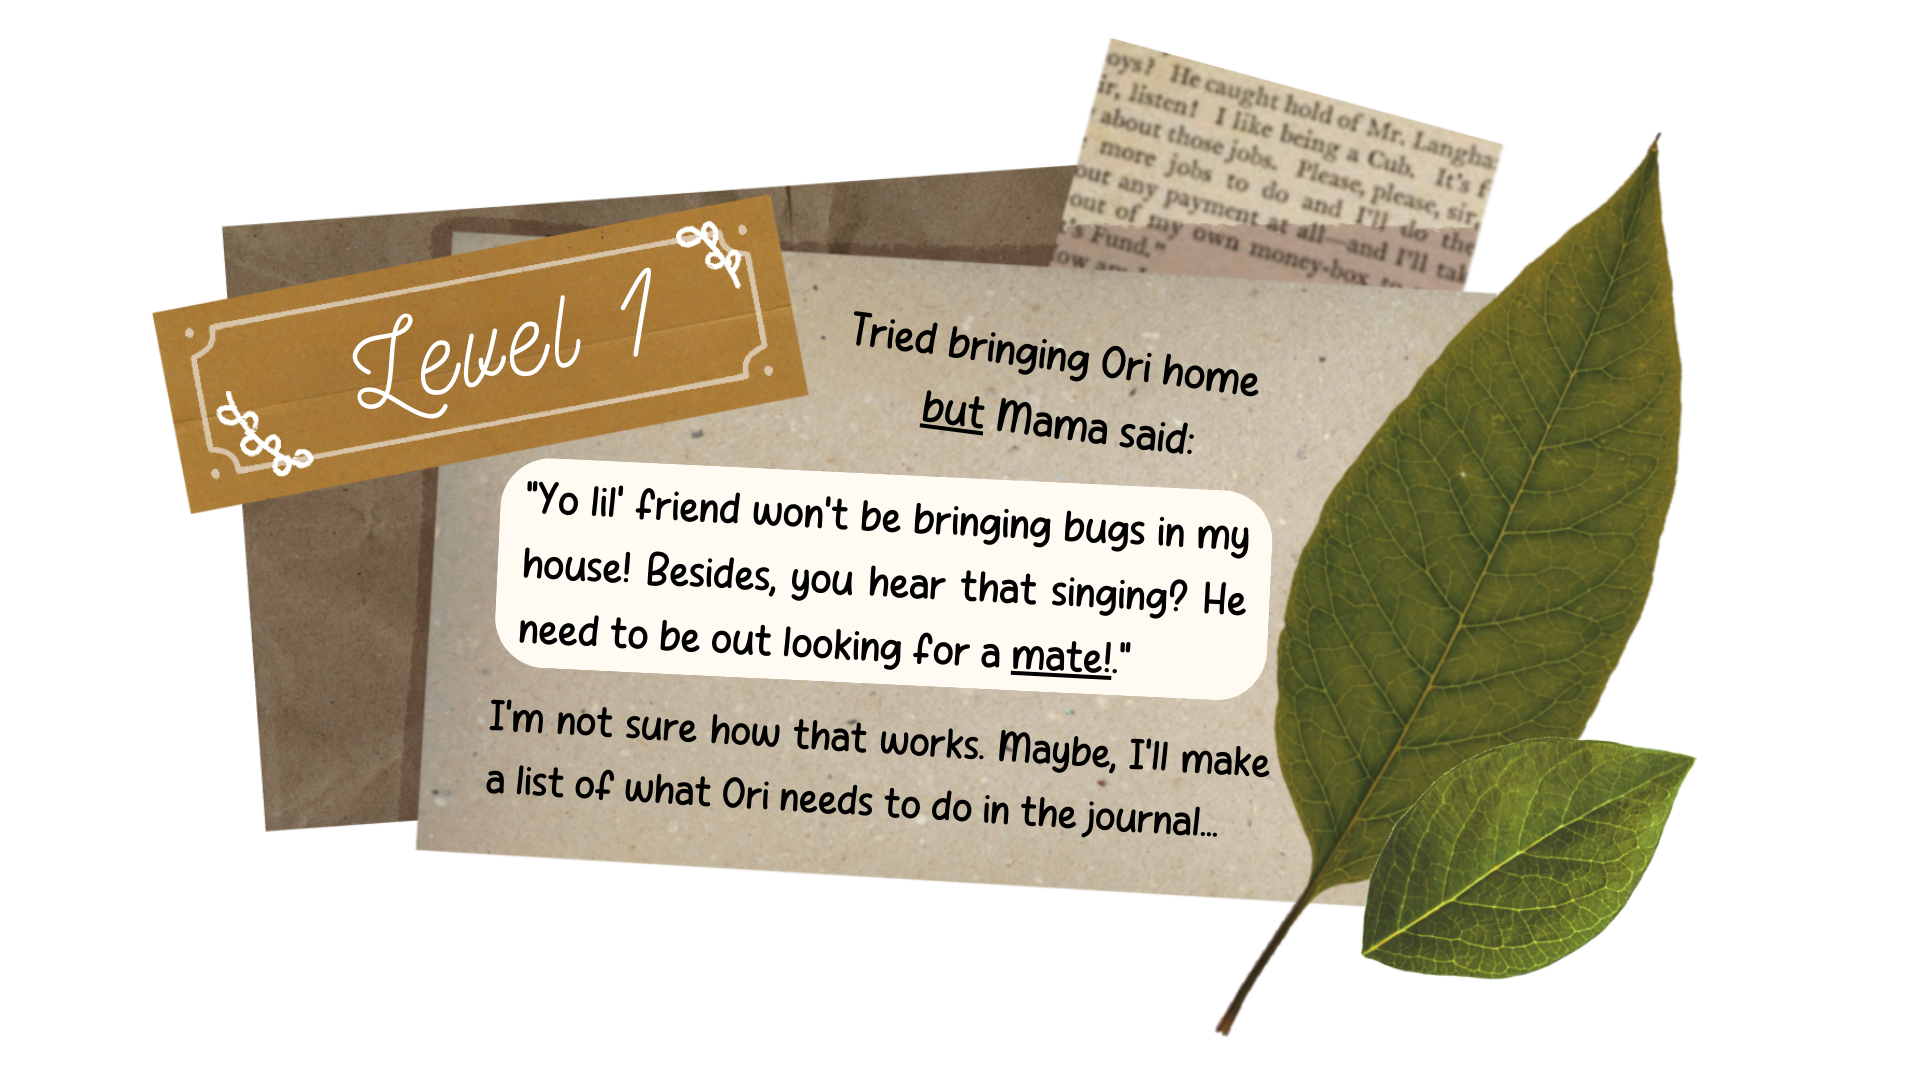 Level 1
oys? He caught hold of Mr. Langha
ir, listen! I like being a Cub. It's f
about those jobs. Please, please, sir,
more jobs to do and I'll do the
out any payment at all—and I'll tak
out of my own money-box to
t's Fund."
ow am I
Tried bringing Ori home
but Mama said:
"Yo lil' friend won't be bringing bugs in my
house! Besides, you hear that singing? He
need to be out looking for a mate!."
I'm not sure how that works. Maybe, I'll make
a list of what Ori needs to do in the journal...